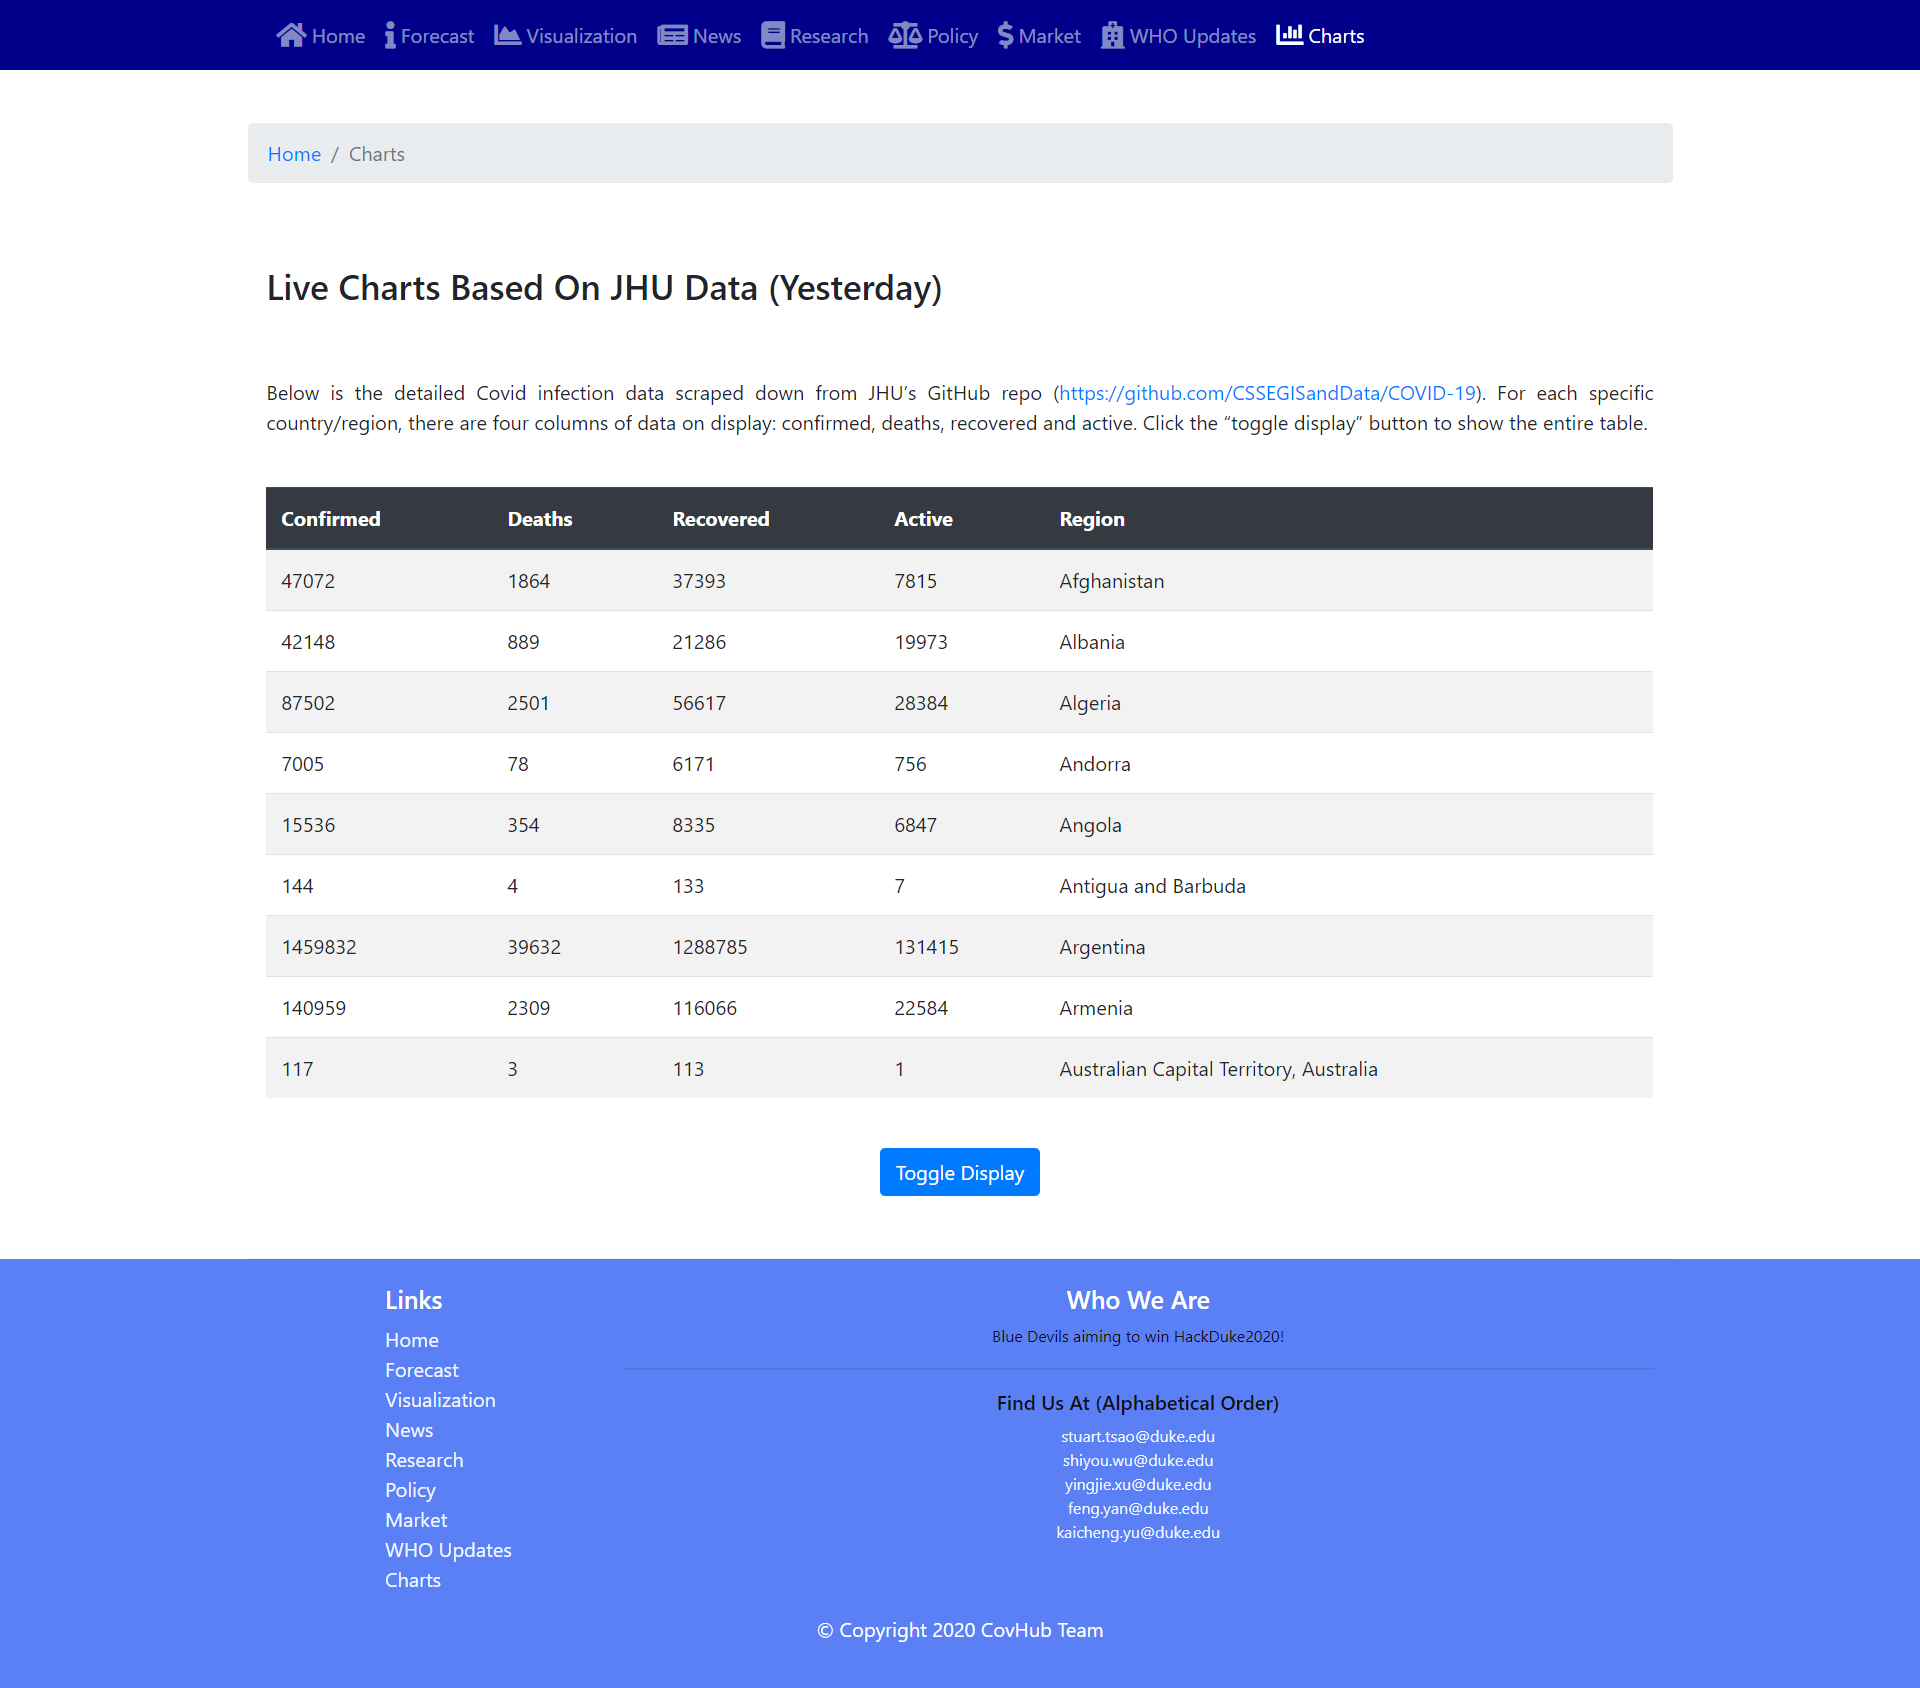 Home Forecast Visualization News Research Policy Market WHO Updates Charts
Home / Charts
Live Charts Based On JHU Data (Yesterday)
Below is the detailed Covid infection data scraped down from JHU’s GitHub repo (https://github.com/CSSEGISandData/COVID-19). For each specific
country/region, there are four columns of data on display: confirmed, deaths, recovered and active. Click the “toggle display” button to show the entire table.
Confirmed Deaths Recovered Active Region
47072 1864 37393 7815 Afghanistan
42148 889 21286 19973 Albania
87502 2501 56617 28384 Algeria
7005 78 6171 756 Andorra
15536 354 8335 6847 Angola
144 4 133 7 Antigua and Barbuda
1459832 39632 1288785 131415 Argentina
140959 2309 116066 22584 Armenia
117 3 113 1 Australian Capital Territory, Australia
Toggle Display
Links
Home
Forecast
Visualization
News
Research
Policy
Market
WHO Updates
Charts
Who We Are
Blue Devils aiming to win HackDuke2020!
Find Us At (Alphabetical Order)
stuart.tsao@duke.edu
shiyou.wu@duke.edu
yingjie.xu@duke.edu
feng.yan@duke.edu
kaicheng.yu@duke.edu
© Copyright 2020 CovHub Team